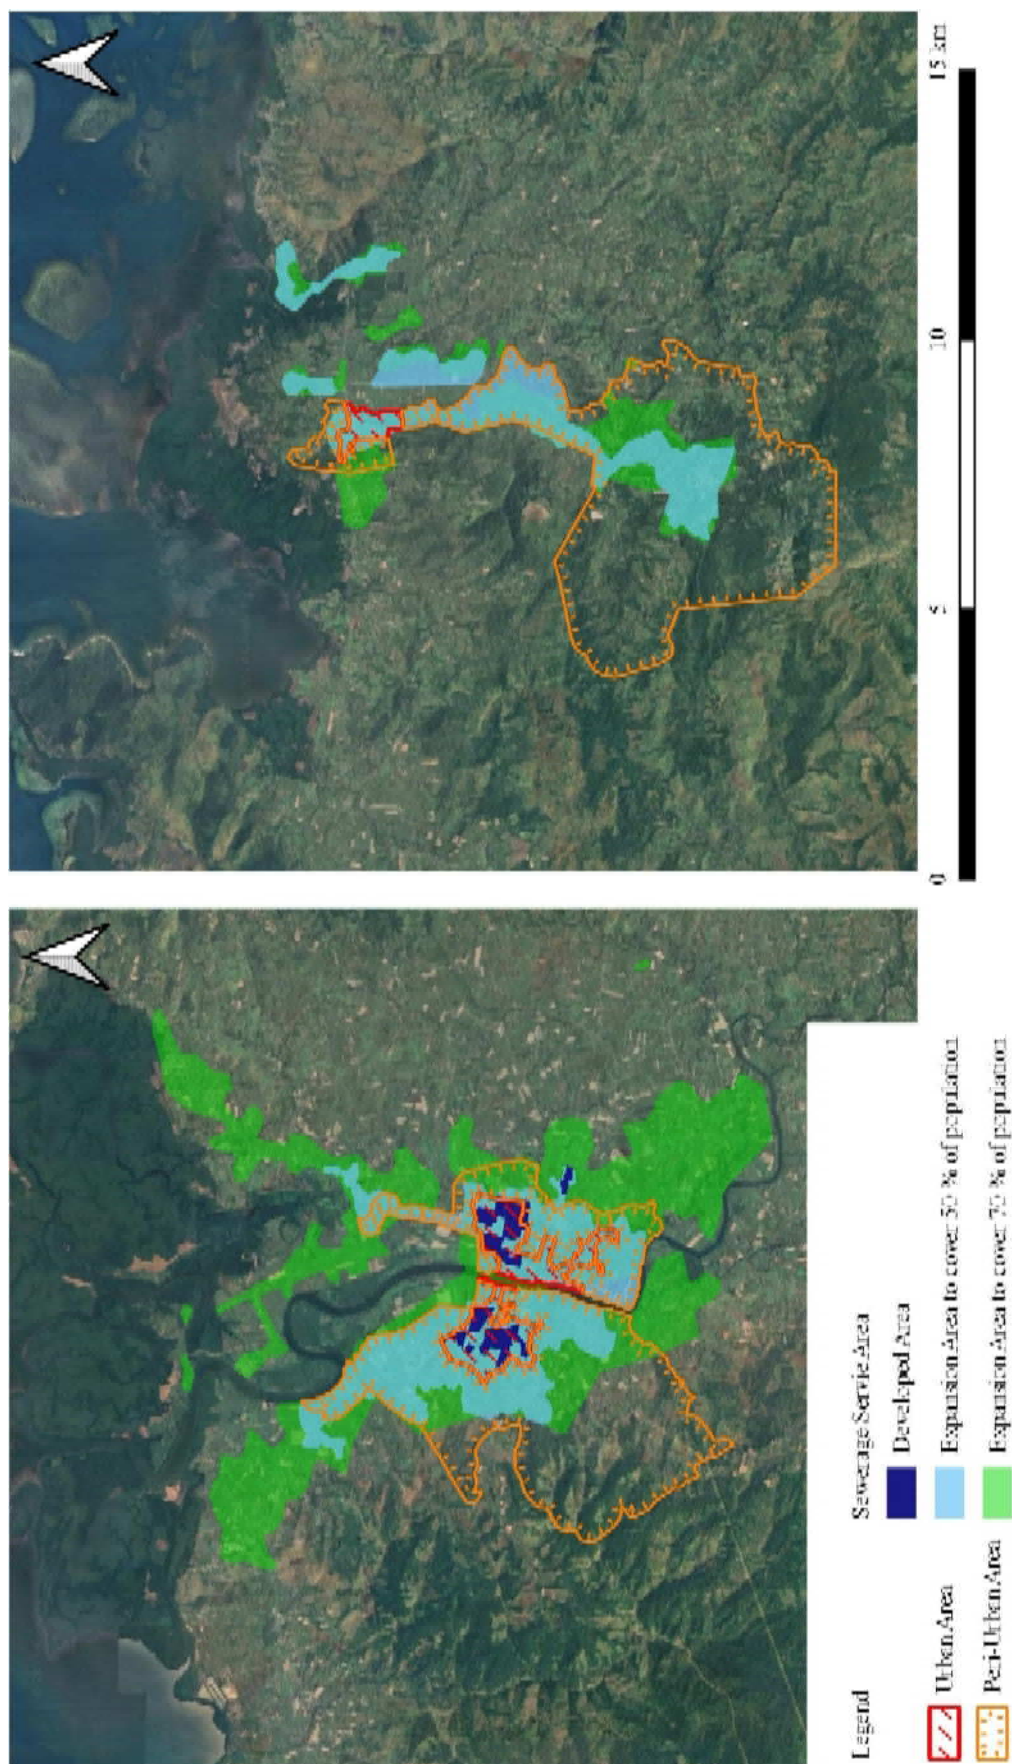 0
5
10
15 km
Legend
Urban Area
Peri-Urban Area
Sewerage Servie Area
Developed Area
Expansion Area to cover 50 % of population
Expansion Area to cover 70 % of population